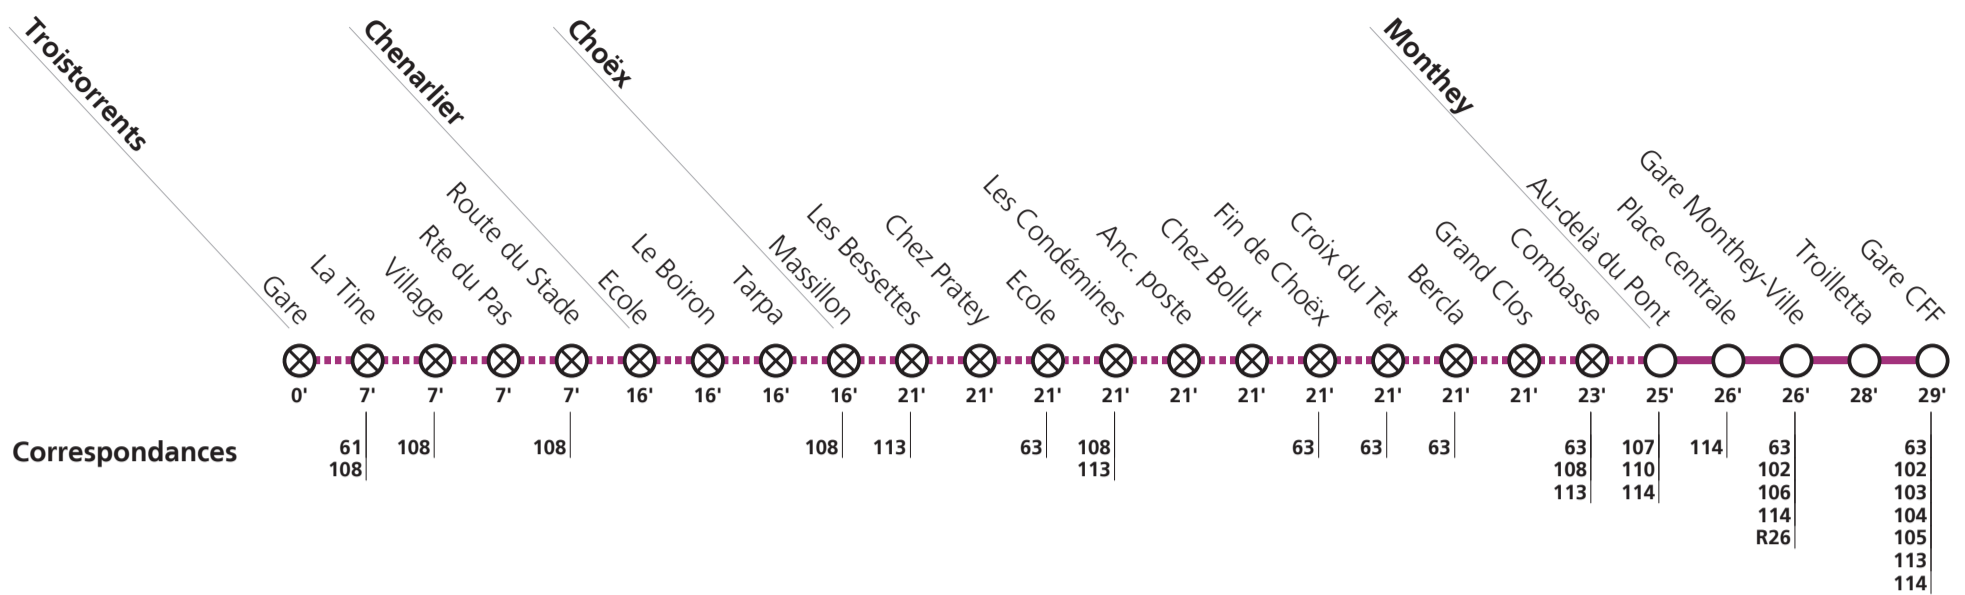 Troistorrents
Chenarlier
Choëx
Monthey
Gare
La Tine
Village
Rte du Pas
Route du Stade
Ecole
Le Boiron
Tarpa
Massillon
Les Bessettes
Chez Pratey
Ecole
Les Condémines
Anc. poste
Chez Bollut
Fin de Choëx
Croix du Têt
Bercla
Grand Clos
Combasse
Au-delà du Pont
Place centrale
Gare Monthey-Ville
Troilletta
Gare CFF
0' 7' 7' 7' 7' 16' 16' 16' 16' 21' 21' 21' 21' 21' 21' 21' 21' 21' 21' 23' 25' 26' 26' 28' 29'
Correspondances 61 108 108 108 113 63 108 63 63 63 63 107 114 63 63
108 113 108 110 102 102
113 114 106 103
114 104
R26 105
113
114